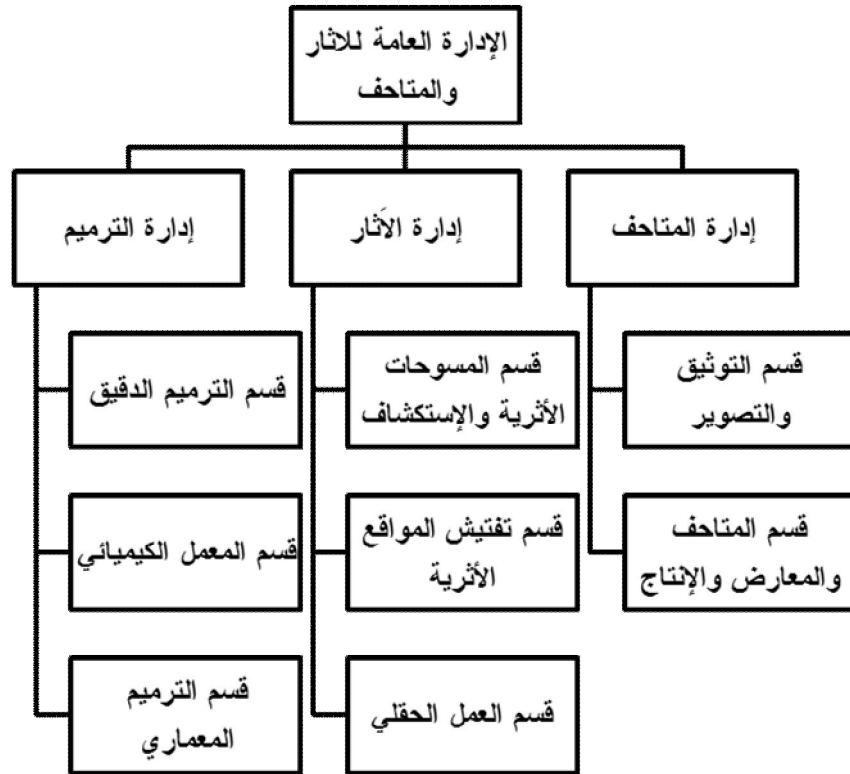 الإدارة العامة للاثار
والمتاحف
إدارة المتاحف
إدارة الآثار
إدارة الترميم
قسم التوثيق
والتصوير
قسم المسوحات
الأثرية والإستكشاف
قسم الترميم الدقيق
قسم المتاحف
والمعارض والإنتاج
قسم تفتيش المواقع
الأثرية
قسم المعمل الكيميائي
قسم العمل الحقلي
قسم الترميم
المعماري